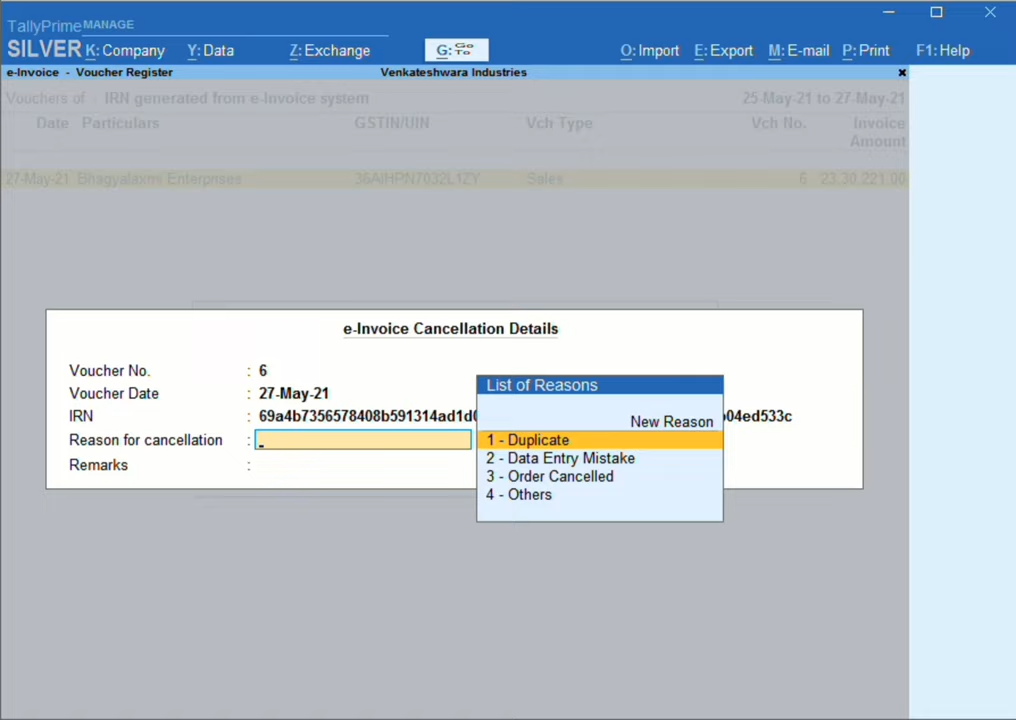 TallyPrime MANAGE
SILVER K: Company Y: Data Z: Exchange G: Go To O: Import E: Export M: E-mail P: Print F1: Help
e-Invoice - Voucher Register Venkateshwara Industries ×
Vouchers of : IRN generated from e-Invoice system 25-May-21 to 27-May-21
Date Particulars GSTIN/UIN Vch Type Vch No. Invoice Amount
27-May-21 Bhagyalaxmi Enterprises 36AIHPN7032L1ZY Sales 6 23,30,221.00
e-Invoice Cancellation Details
Voucher No. : 6
Voucher Date : 27-May-21
IRN : 69a4b7356578408b591314ad1d 04ed533c
Reason for cancellation :
Remarks :
List of Reasons
New Reason
1 - Duplicate
2 - Data Entry Mistake
3 - Order Cancelled
4 - Others